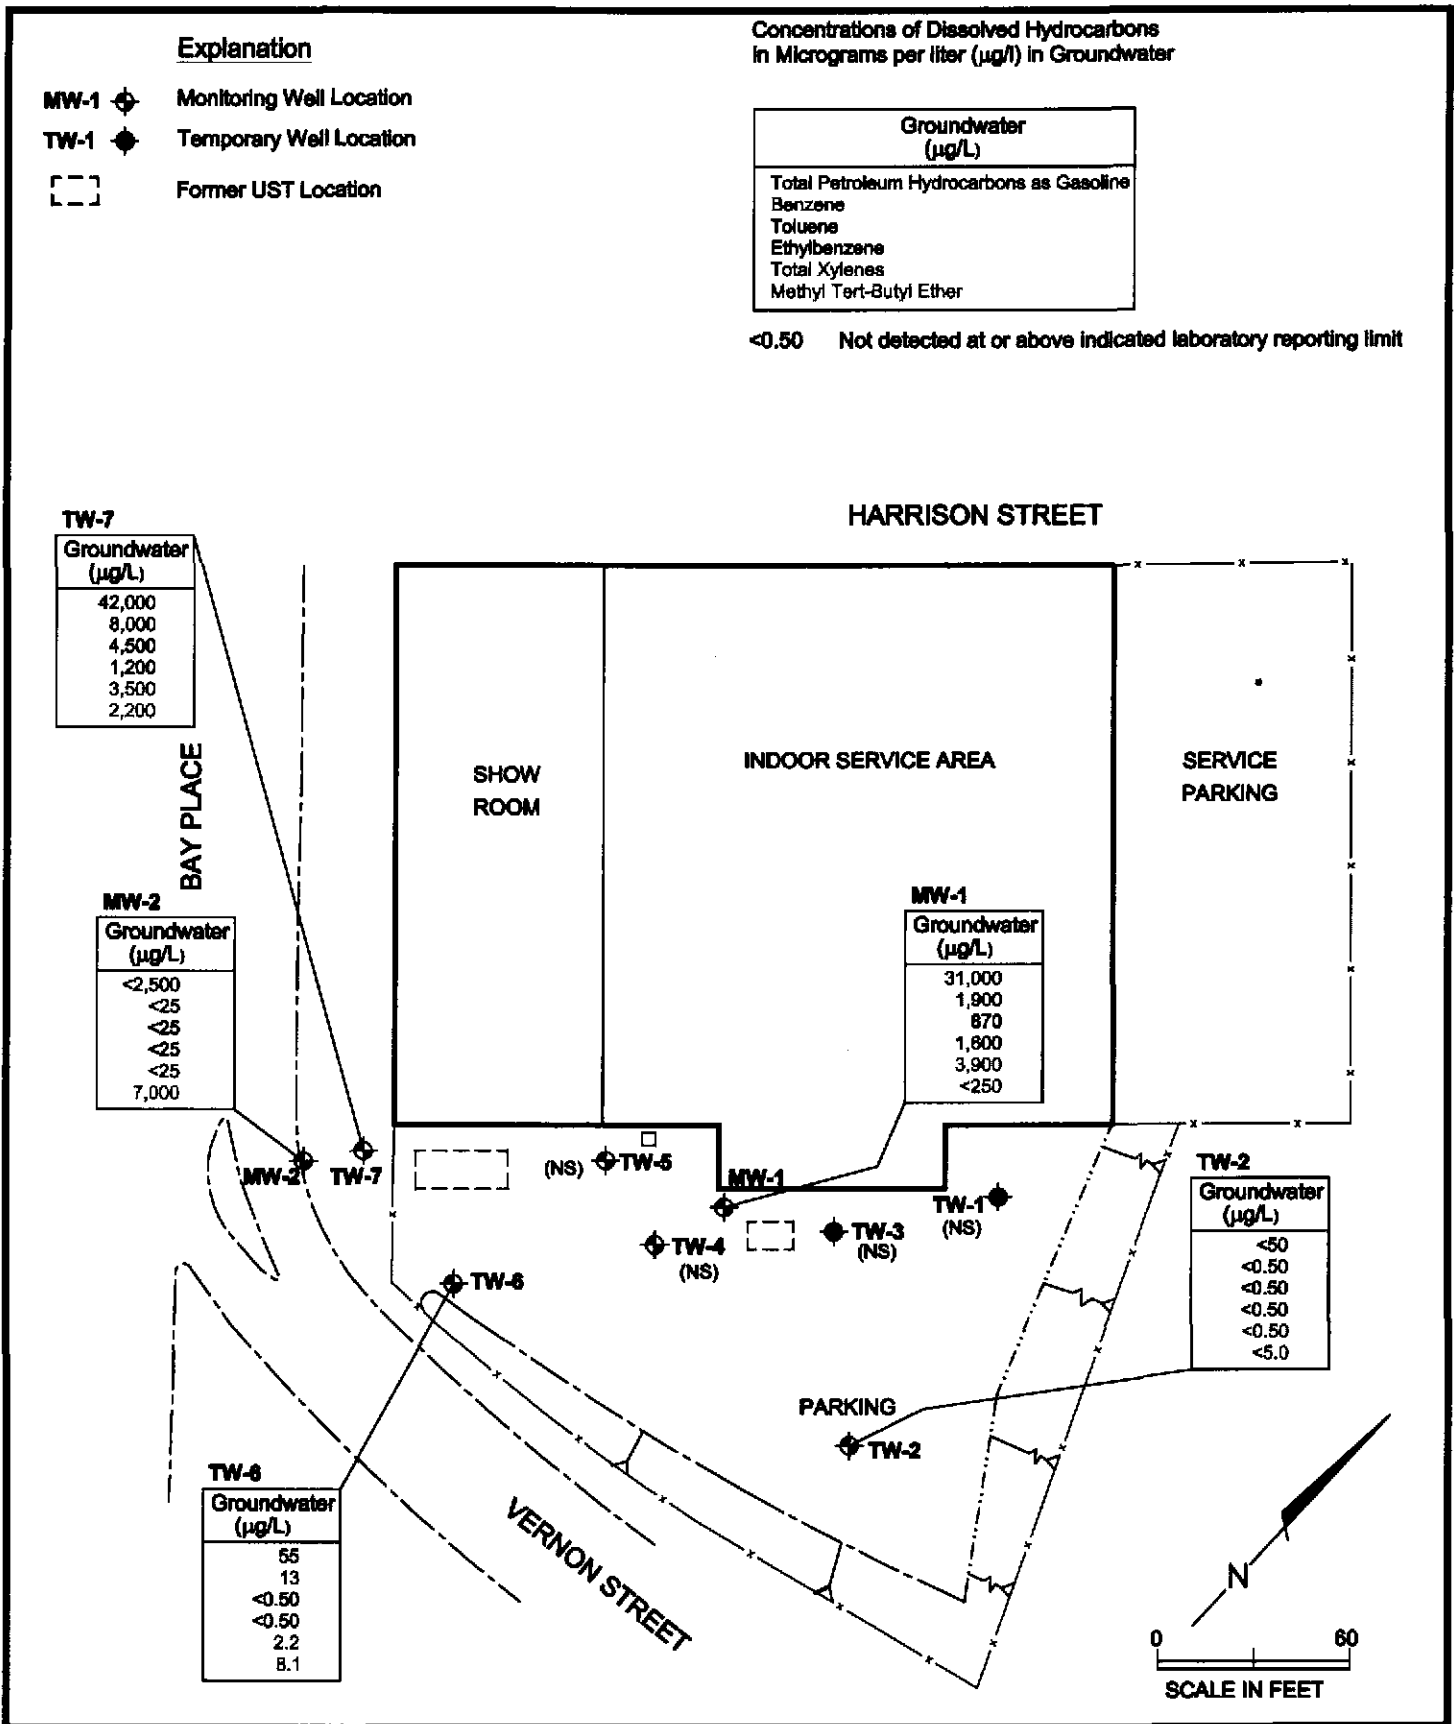 Explanation
MW-1 Monitoring Well Location
TW-1 Temporary Well Location
Former UST Location
Concentrations of Dissolved Hydrocarbons
in Micrograms per liter (µg/l) in Groundwater
Groundwater
(µg/L)
Total Petroleum Hydrocarbons as Gasoline
Benzene
Toluene
Ethylbenzene
Total Xylenes
Methyl Tert-Butyl Ether
<0.50 Not detected at or above indicated laboratory reporting limit
HARRISON STREET
TW-7
Groundwater
(µg/L)
42,000
8,000
4,500
1,200
3,500
2,200
BAY PLACE
SHOW
ROOM
INDOOR SERVICE AREA
SERVICE
PARKING
MW-2
Groundwater
(µg/L)
<2,500
<25
<25
<25
<25
7,000
MW-1
Groundwater
(µg/L)
31,000
1,900
870
1,600
3,900
<250
MW-2
TW-7
(NS) TW-5
MW-1
TW-1
(NS)
TW-3
(NS)
TW-4
(NS)
TW-6
TW-2
Groundwater
(µg/L)
<50
<0.50
<0.50
<0.50
<0.50
<5.0
PARKING
TW-2
TW-6
Groundwater
(µg/L)
55
13
<0.50
<0.50
2.2
8.1
VERNON STREET
N
0 60
SCALE IN FEET